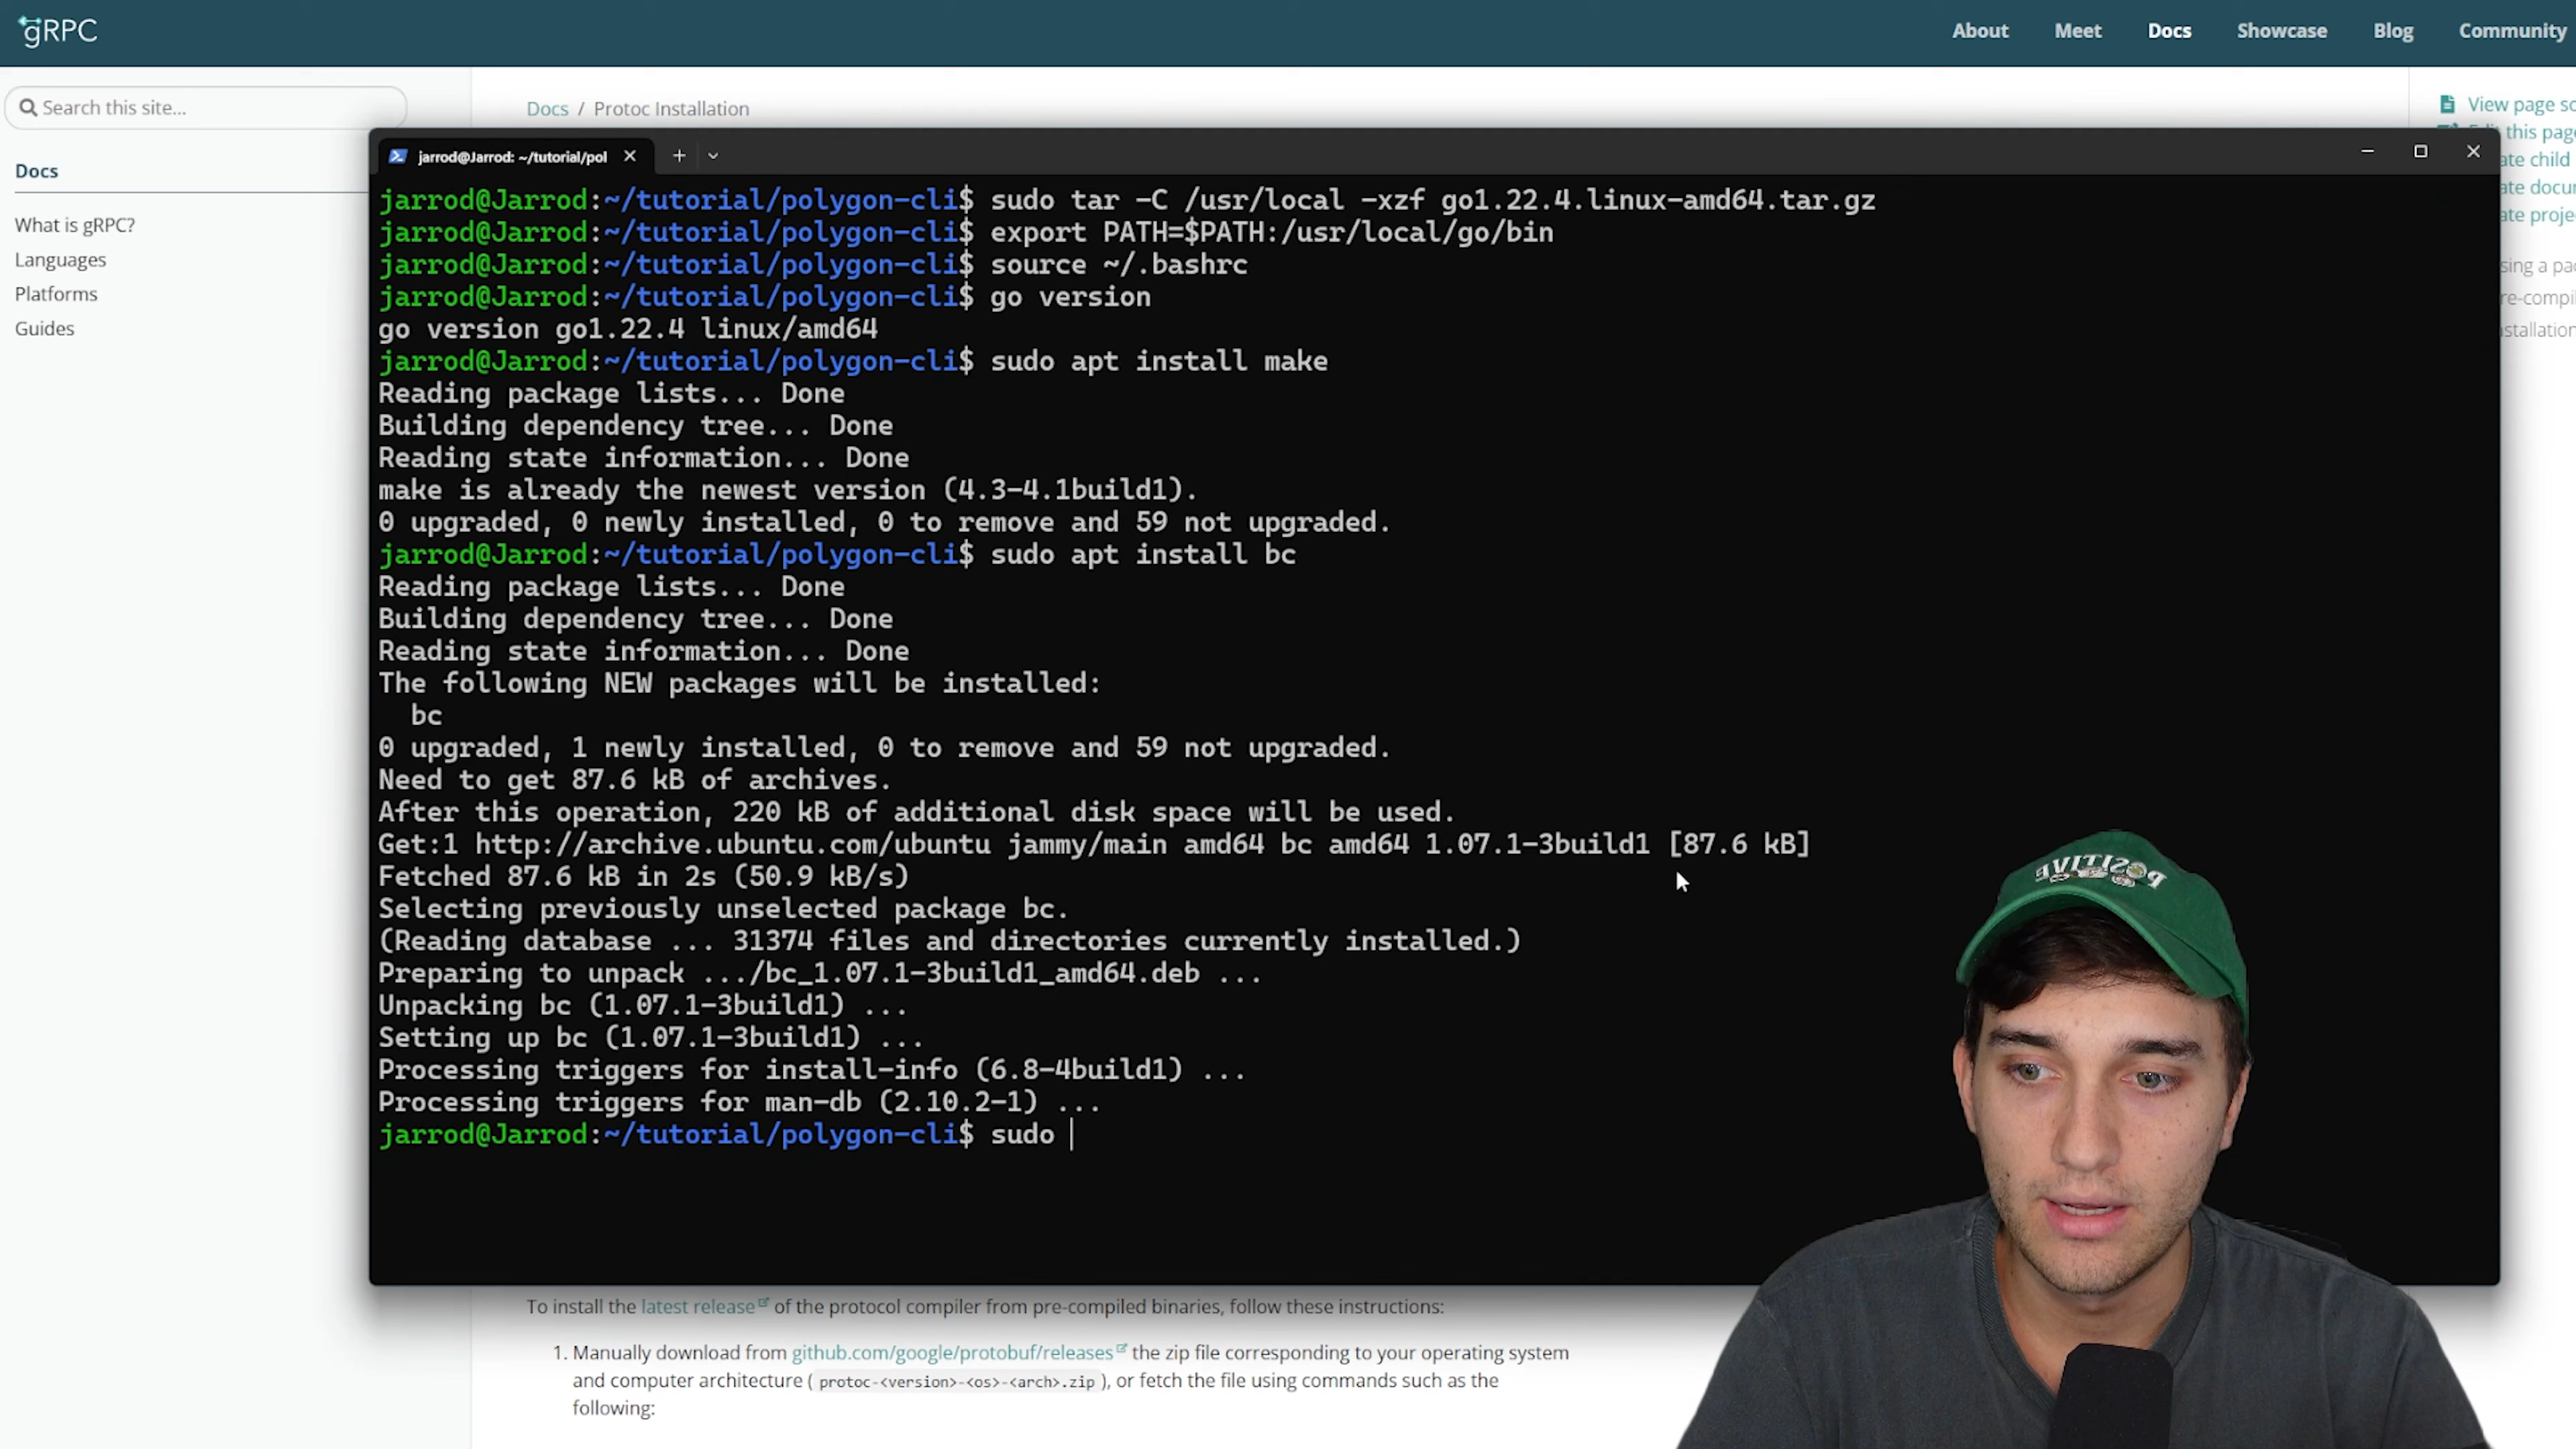 gRPC
About Meet Docs Showcase Blog Community
Search this site...
Docs / Protoc Installation
View page
this page
ate child
ate
ate
sing a
Docs
What is gRPC?
Languages
Platforms
Guides
jarrod@Jarrod: ~/tutorial/pol
jarrod@Jarrod:~/tutorial/polygon-cli$ sudo tar -C /usr/local -xzf go1.22.4.linux-amd64.tar.gz
jarrod@Jarrod:~/tutorial/polygon-cli$ export PATH=$PATH:/usr/local/go/bin
jarrod@Jarrod:~/tutorial/polygon-cli$ source ~/.bashrc
jarrod@Jarrod:~/tutorial/polygon-cli$ go version
go version go1.22.4 linux/amd64
jarrod@Jarrod:~/tutorial/polygon-cli$ sudo apt install make
Reading package lists... Done
Building dependency tree... Done
Reading state information... Done
make is already the newest version (4.3-4.1build1).
0 upgraded, 0 newly installed, 0 to remove and 59 not upgraded.
jarrod@Jarrod:~/tutorial/polygon-cli$ sudo apt install bc
Reading package lists... Done
Building dependency tree... Done
Reading state information... Done
The following NEW packages will be installed:
bc
0 upgraded, 1 newly installed, 0 to remove and 59 not upgraded.
Need to get 87.6 kB of archives.
After this operation, 220 kB of additional disk space will be used.
Get:1 http://archive.ubuntu.com/ubuntu jammy/main amd64 bc amd64 1.07.1-3build1 [87.6 kB]
Fetched 87.6 kB in 2s (50.9 kB/s)
Selecting previously unselected package bc.
(Reading database ... 31374 files and directories currently installed.)
Preparing to unpack .../bc_1.07.1-3build1_amd64.deb ...
Unpacking bc (1.07.1-3build1) ...
Setting up bc (1.07.1-3build1) ...
Processing triggers for install-info (6.8-4build1) ...
Processing triggers for man-db (2.10.2-1) ...
jarrod@Jarrod:~/tutorial/polygon-cli$ sudo
POSITIVE
To install the latest release of the protocol compiler from pre-compiled binaries, follow these instructions:
1. Manually download from github.com/google/protobuf/releases the zip file corresponding to your operating system
and computer architecture ( protoc-<version>-<os>-<arch>.zip ), or fetch the file using commands such as the
following: